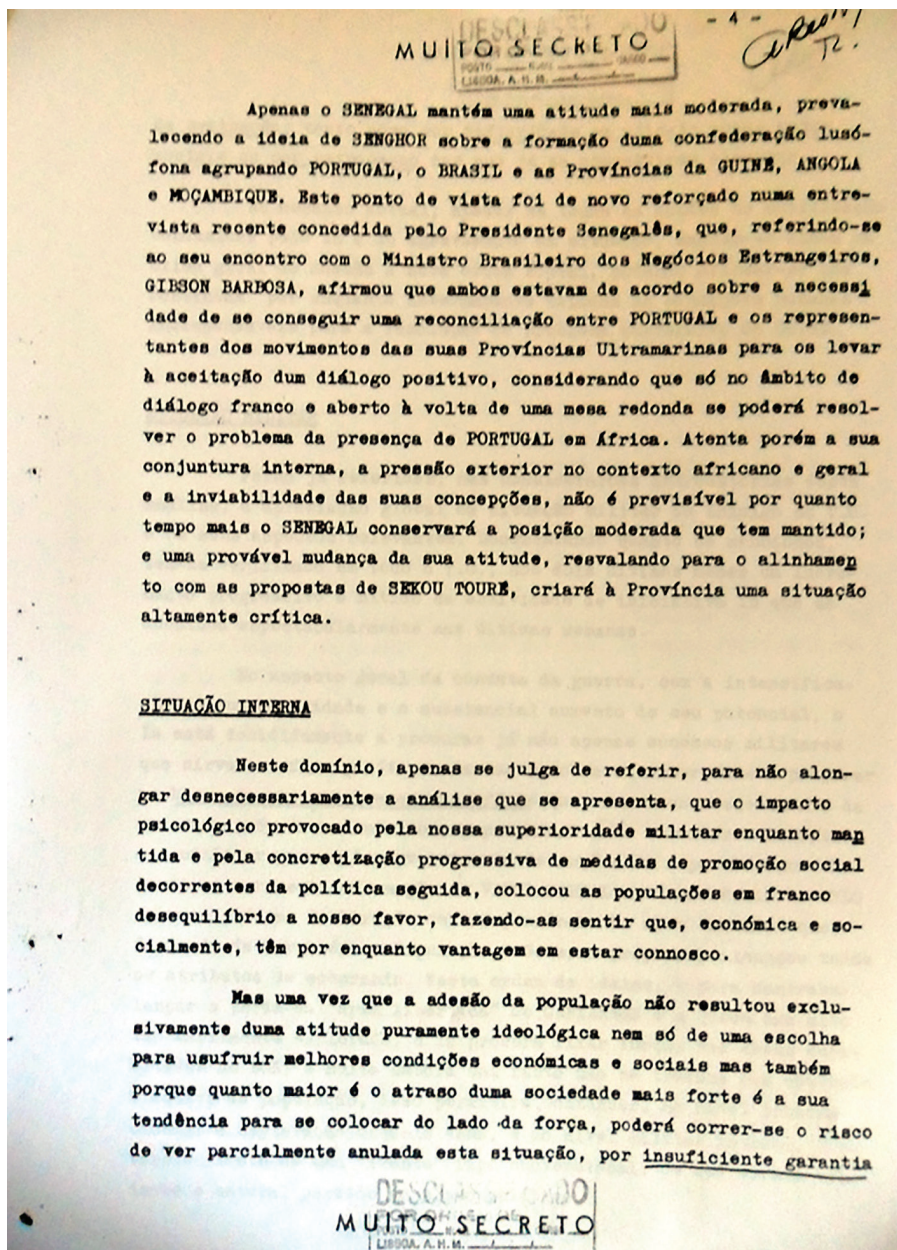 - 4 -
DESCLASSIFICADO
MUITO SECRETO
LISBOA. A. H. M.
Apenas o SENEGAL mantém uma atitude mais moderada, preva-
lecendo a ideia de SENGHOR sobre a formação duma confederação lusó-
fona agrupando PORTUGAL, o BRASIL e as Províncias da GUINÉ, ANGOLA
e MOÇAMBIQUE. Este ponto de vista foi de novo reforçado numa entre-
vista recente concedida pelo Presidente Senegalês, que, referindo-se
ao seu encontro com o Ministro Brasileiro dos Negócios Estrangeiros,
GIBSON BARBOSA, afirmou que ambos estavam de acordo sobre a necessi
dade de se conseguir uma reconciliação entre PORTUGAL e os represen-
tantes dos movimentos das suas Províncias Ultramarinas para os levar
à aceitação dum diálogo positivo, considerando que só no âmbito de
diálogo franco e aberto à volta de uma mesa redonda se poderá resol-
ver o problema da presença de PORTUGAL em África. Atenta porém a sua
conjuntura interna, a pressão exterior no contexto africano e geral
e a inviabilidade das suas concepções, não é previsível por quanto
tempo mais o SENEGAL conservará a posição moderada que tem mantido;
e uma provável mudança da sua atitude, resvalando para o alinhamen
to com as propostas de SEKOU TOURÉ, criará à Província uma situação
altamente crítica.
SITUAÇÃO INTERNA
Neste domínio, apenas se julga de referir, para não alon-
gar desnecessariamente a análise que se apresenta, que o impacto
psicológico provocado pela nossa superioridade militar enquanto man
tida e pela concretização progressiva de medidas de promoção social
decorrentes da política seguida, colocou as populações em franco
desequilíbrio a nosso favor, fazendo-as sentir que, económica e so-
cialmente, têm por enquanto vantagem em estar connosco.
Mas uma vez que a adesão da população não resultou exclu-
sivamente duma atitude puramente ideológica nem só de uma escolha
para usufruir melhores condições económicas e sociais mas também
porque quanto maior é o atraso duma sociedade mais forte é a sua
tendência para se colocar do lado da força, poderá correr-se o risco
de ver parcialmente anulada esta situação, por insuficiente garantia
DESCLASSIFICADO
MUITO SECRETO
LISBOA. A. H. M.